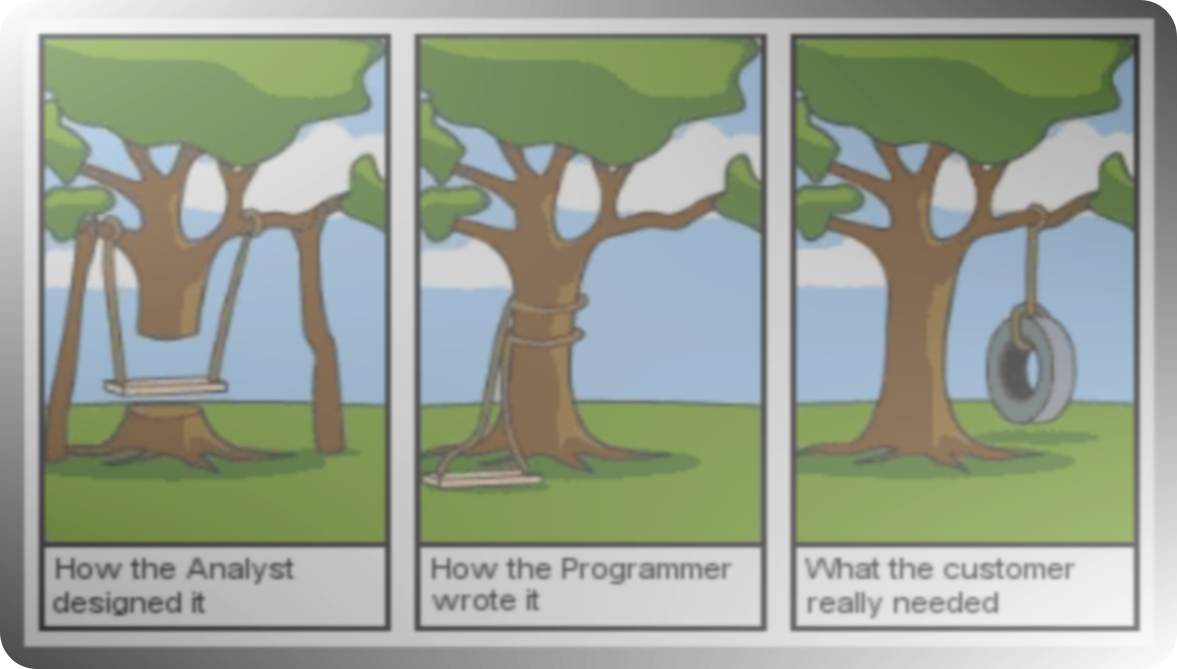 How the Analyst
designed it
How the Programmer
wrote it
What the customer
really needed